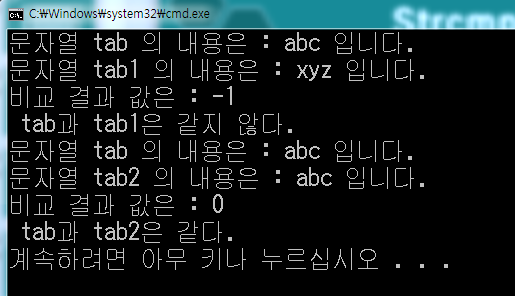 C:₩Windows₩system32₩cmd.exe
Strcmp
문자열 tab 의 내용은 : abc 입니다.
문자열 tab1 의 내용은 : xyz 입니다.
비교 결과 값은 : -1
tab과 tab1은 같지 않다.
문자열 tab 의 내용은 : abc 입니다.
문자열 tab2 의 내용은 : abc 입니다.
비교 결과 값은 : 0
tab과 tab2은 같다.
계속하려면 아무 키나 누르십시오 . . .